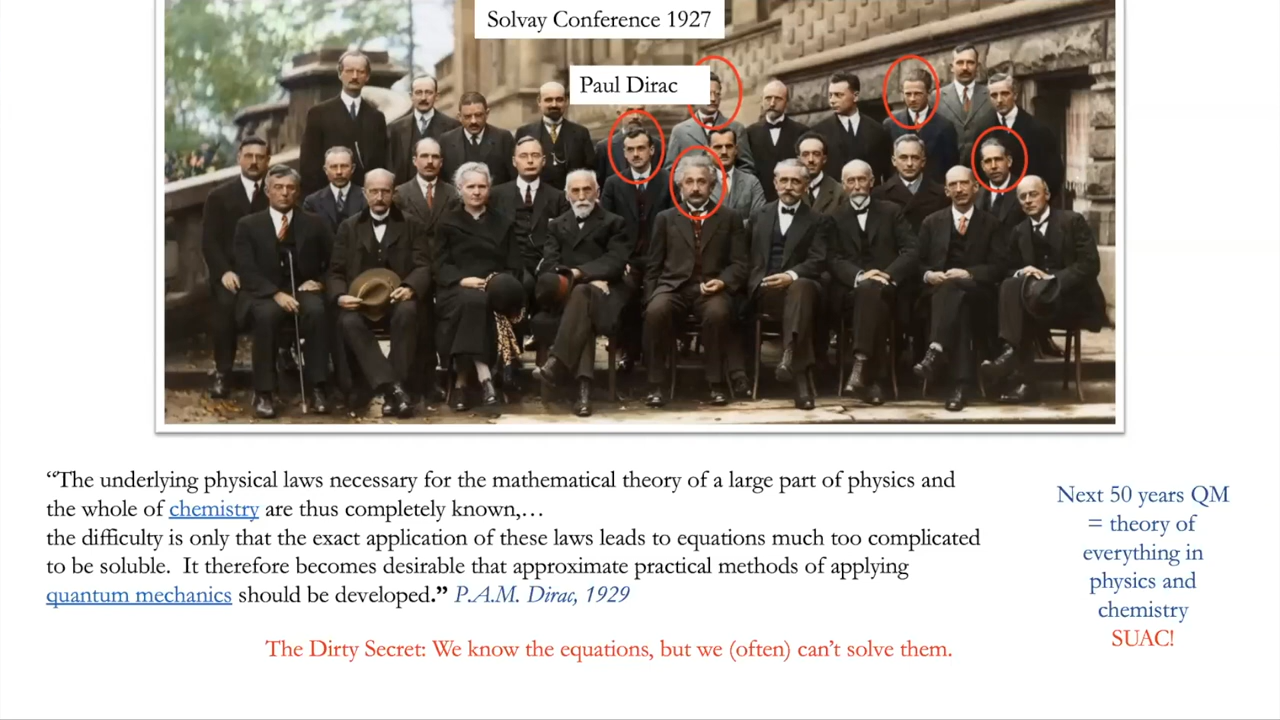 Solvay Conference 1927
Paul Dirac
“The underlying physical laws necessary for the mathematical theory of a large part of physics and
the whole of chemistry are thus completely known,…
the difficulty is only that the exact application of these laws leads to equations much too complicated
to be soluble.  It therefore becomes desirable that approximate practical methods of applying
quantum mechanics should be developed.” P.A.M. Dirac, 1929
Next 50 years QM
= theory of
everything in
physics and
chemistry
SUAC!
The Dirty Secret: We know the equations, but we (often) can’t solve them.